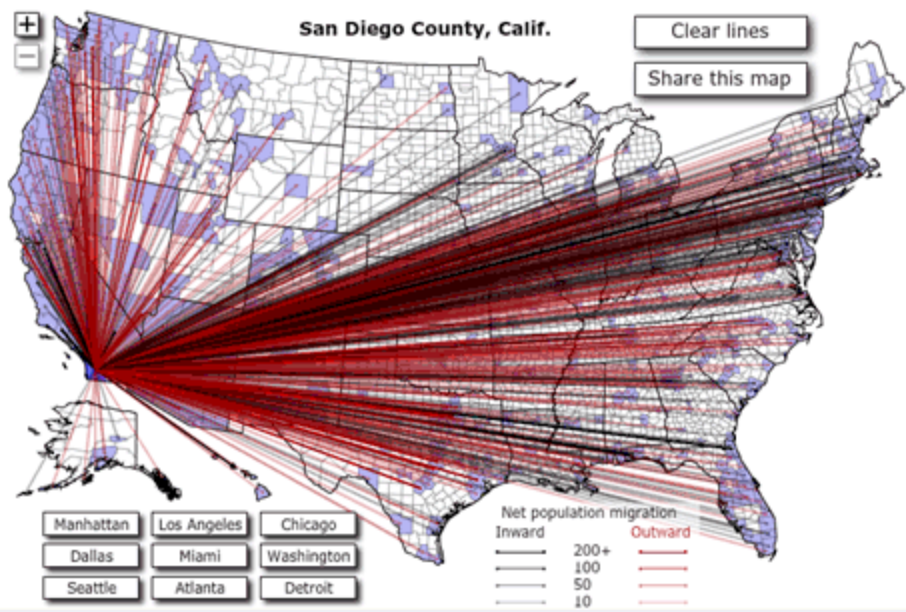 +
San Diego County, Calif.
Clear lines
−
Share this map
Net population migration
Inward Outward
200+
100
50
10
Manhattan Los Angeles Chicago
Dallas Miami Washington
Seattle Atlanta Detroit